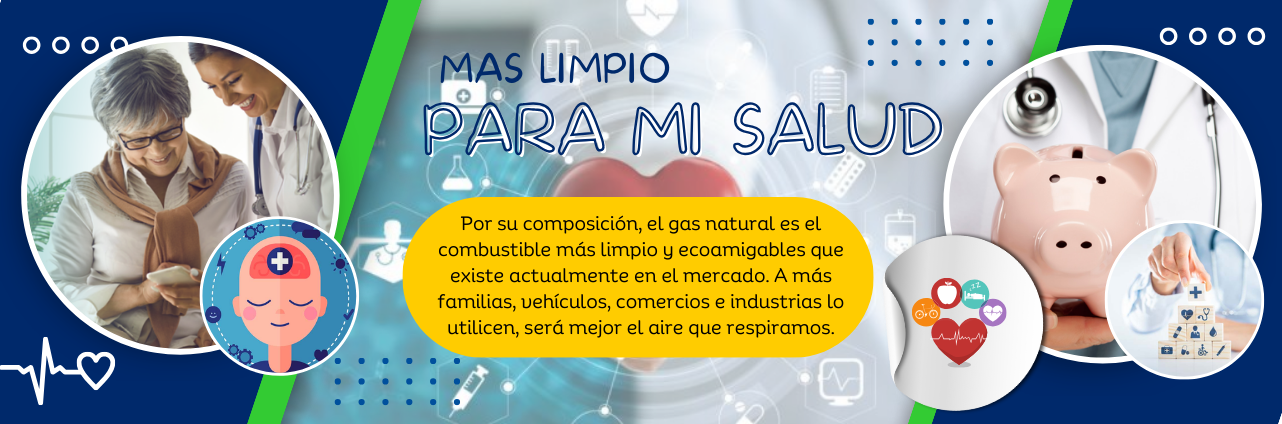 MAS LIMPIO
PARA MI SALUD
Por su composición, el gas natural es el
combustible más limpio y ecoamigables que
existe actualmente en el mercado. A más
familias, vehículos, comercios e industrias lo
utilicen, será mejor el aire que respiramos.